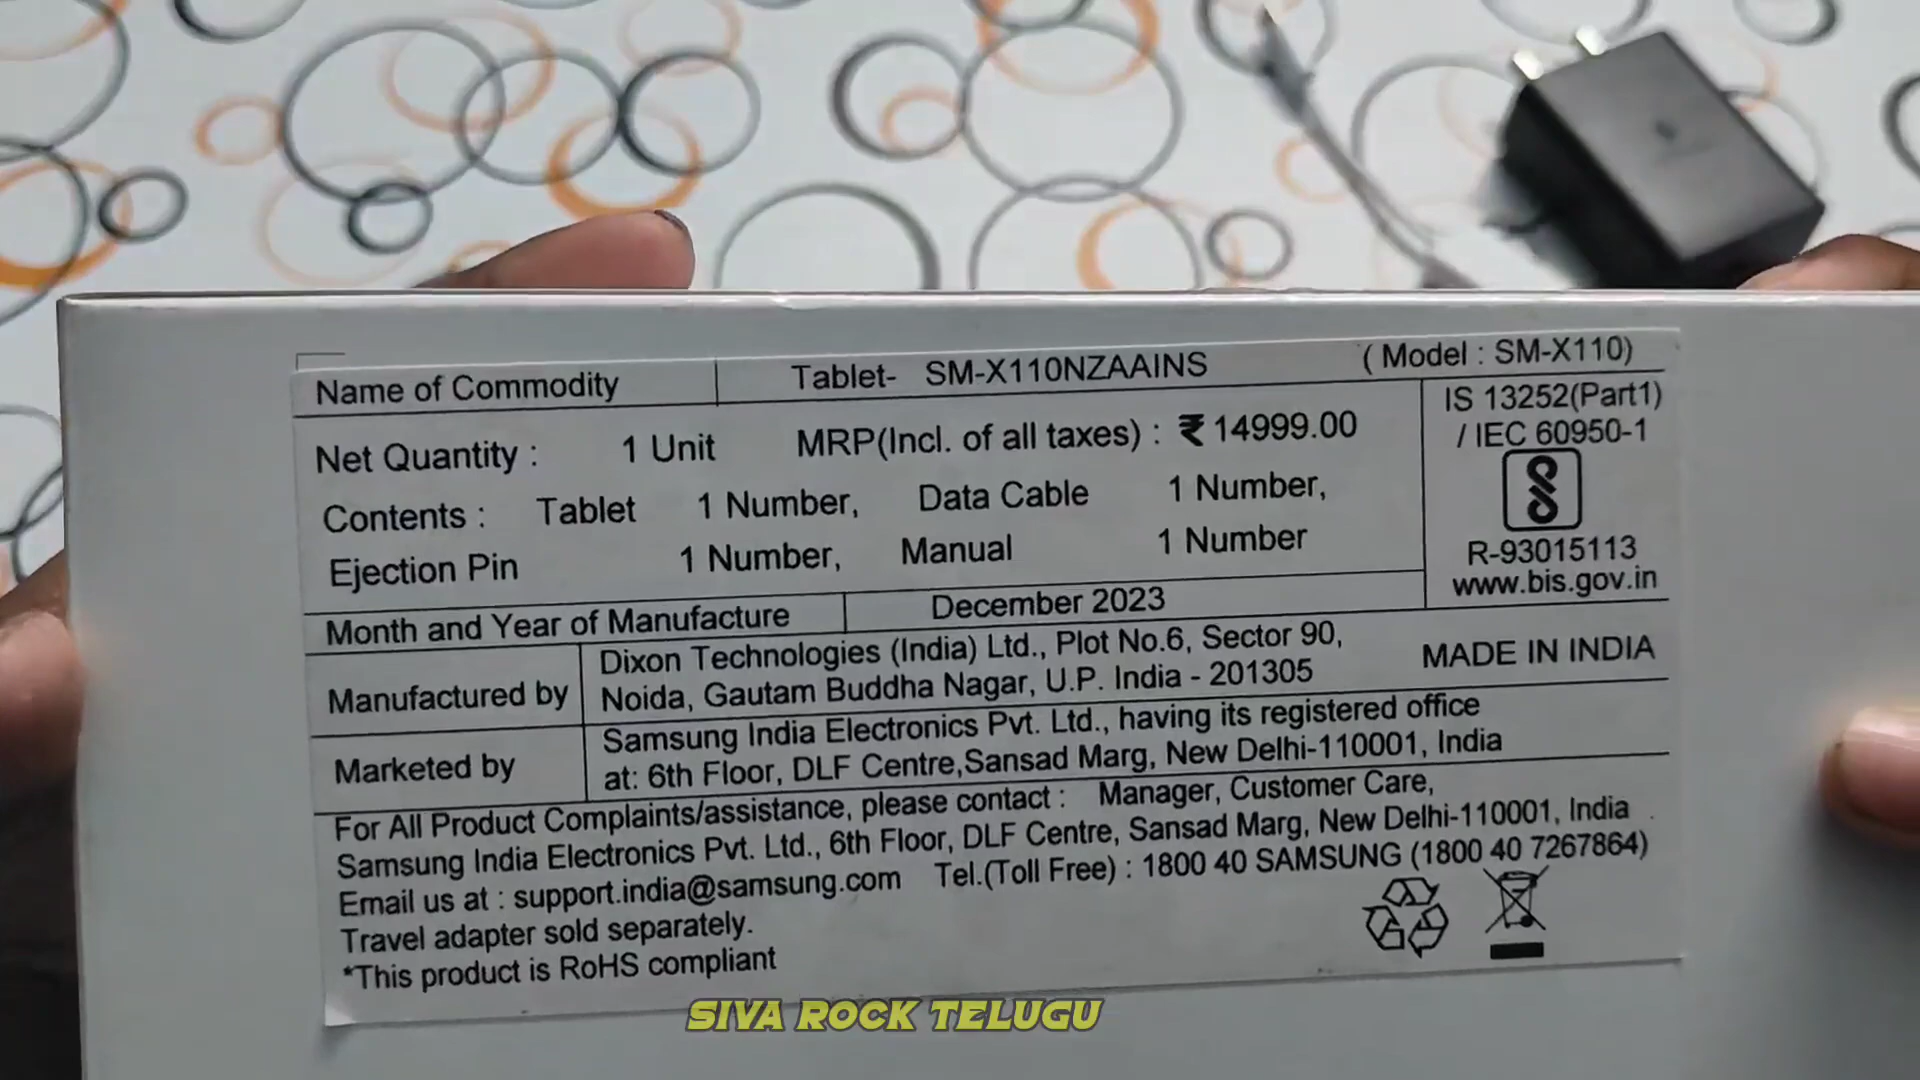 Name of Commodity Tablet- SM-X110NZAAINS (Model : SM-X110)
Net Quantity : 1 Unit MRP(Incl. of all taxes) : ₹ 14999.00
Contents : Tablet 1 Number, Data Cable 1 Number,
Ejection Pin 1 Number, Manual 1 Number
IS 13252(Part1)
/ IEC 60950-1
R-93015113
www.bis.gov.in
Month and Year of Manufacture December 2023
Manufactured by Dixon Technologies (India) Ltd., Plot No.6, Sector 90,
Noida, Gautam Buddha Nagar, U.P. India - 201305
MADE IN INDIA
Marketed by Samsung India Electronics Pvt. Ltd., having its registered office
at: 6th Floor, DLF Centre,Sansad Marg, New Delhi-110001, India
For All Product Complaints/assistance, please contact : Manager, Customer Care,
Samsung India Electronics Pvt. Ltd., 6th Floor, DLF Centre, Sansad Marg, New Delhi-110001, India
Email us at : support.india@samsung.com Tel.(Toll Free) : 1800 40 SAMSUNG (1800 40 7267864)
Travel adapter sold separately.
*This product is RoHS compliant
SIVA ROCK TELUGU